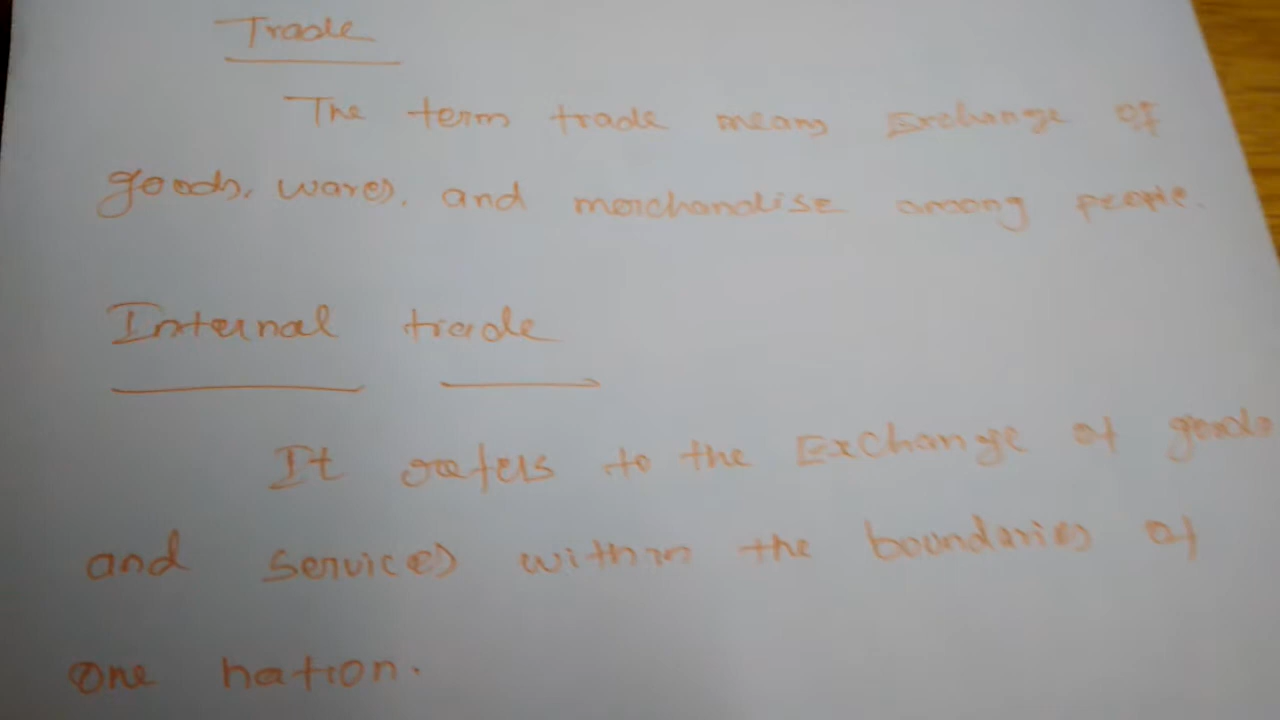 Trade
The term trade means Exchange of
goods, wares, and merchandise among people.
Internal trade
It refers to the Exchange of goods
and services within the boundaries of
one nation.